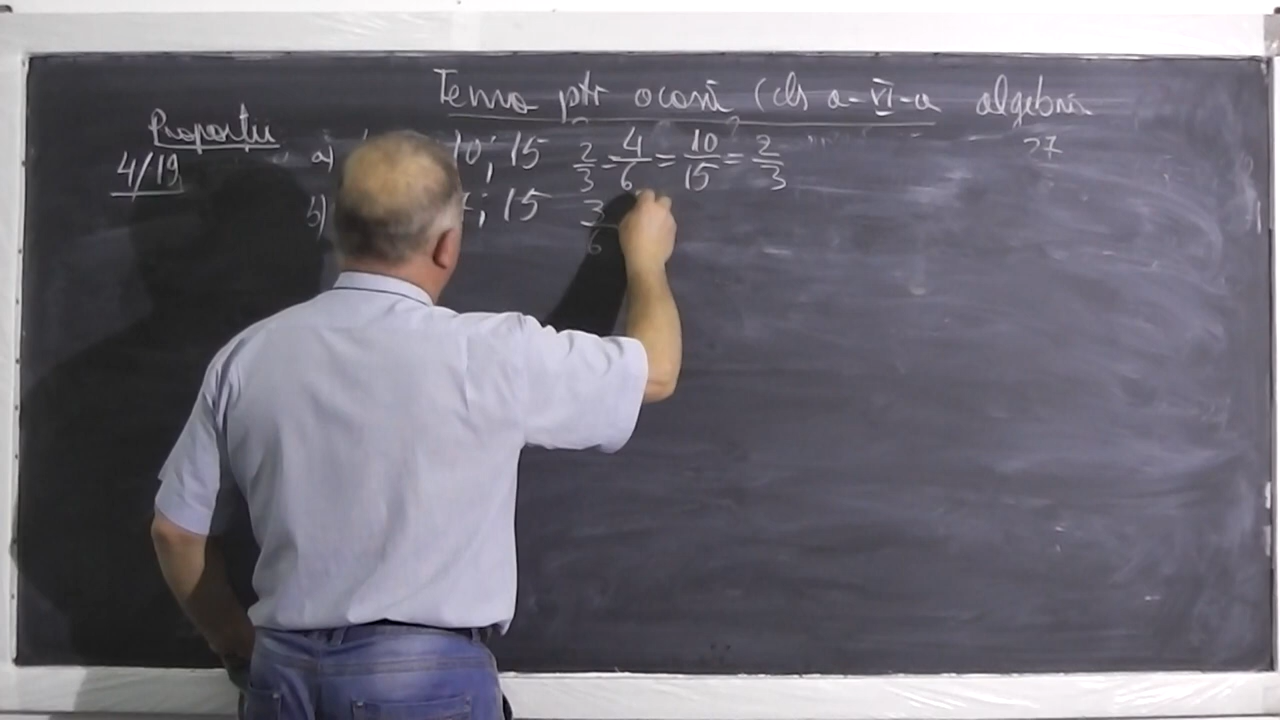 Tema ptr acasă (cls a-VI-a algebră
Proporții
4/19
a) 10; 15 2/3 = 4/6 = 10/15 = 2/3
27
b) ; 15 3/6